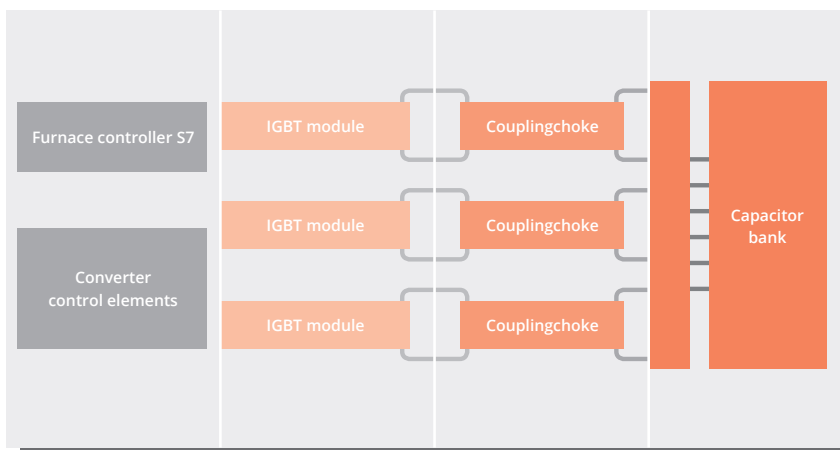 Furnace controller S7
Converter
control elements
IGBT module
IGBT module
IGBT module
Couplingchoke
Couplingchoke
Couplingchoke
Capacitor
bank